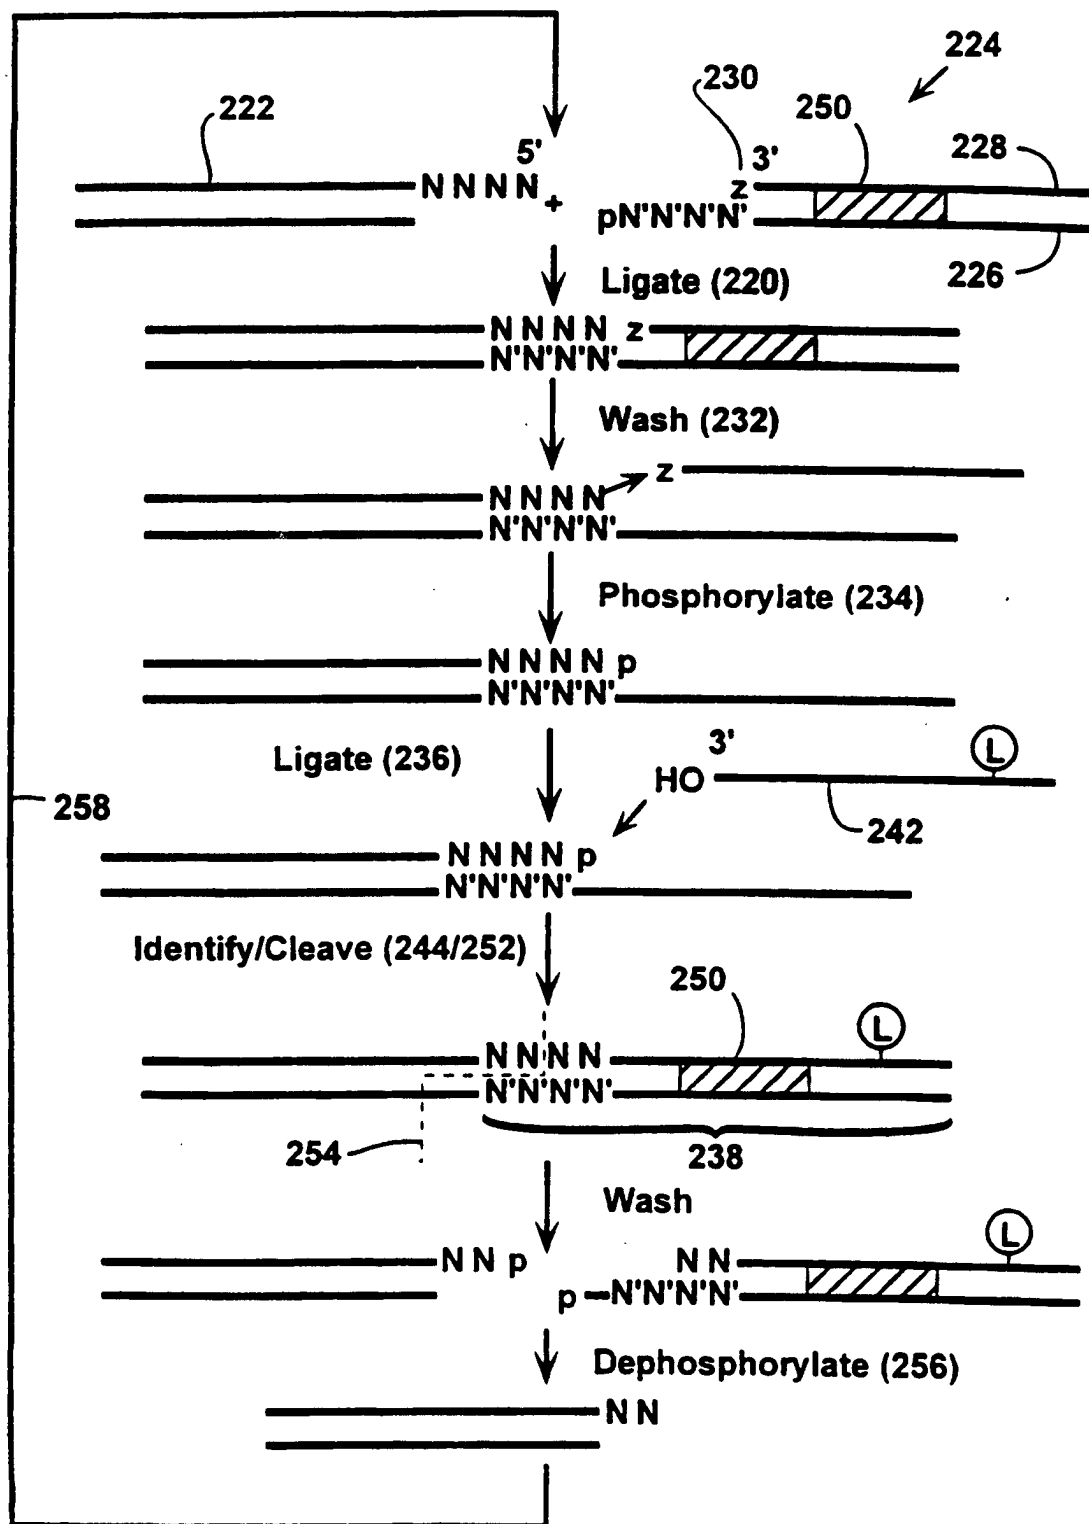 224
230
222
250
5'
3'
228
N N N N
+
z
pN'N'N'N'
226
Ligate (220)
N N N N z
N'N'N'N'
Wash (232)
z
N N N N
N'N'N'N'
Phosphorylate (234)
N N N N p
N'N'N'N'
3'
L
Ligate (236)
HO
258
242
N N N N p
N'N'N'N'
Identify/Cleave (244/252)
250
L
N N N N
N'N'N'N'
254
238
Wash
L
N N p
N N
p–N'N'N'N'
Dephosphorylate (256)
N N